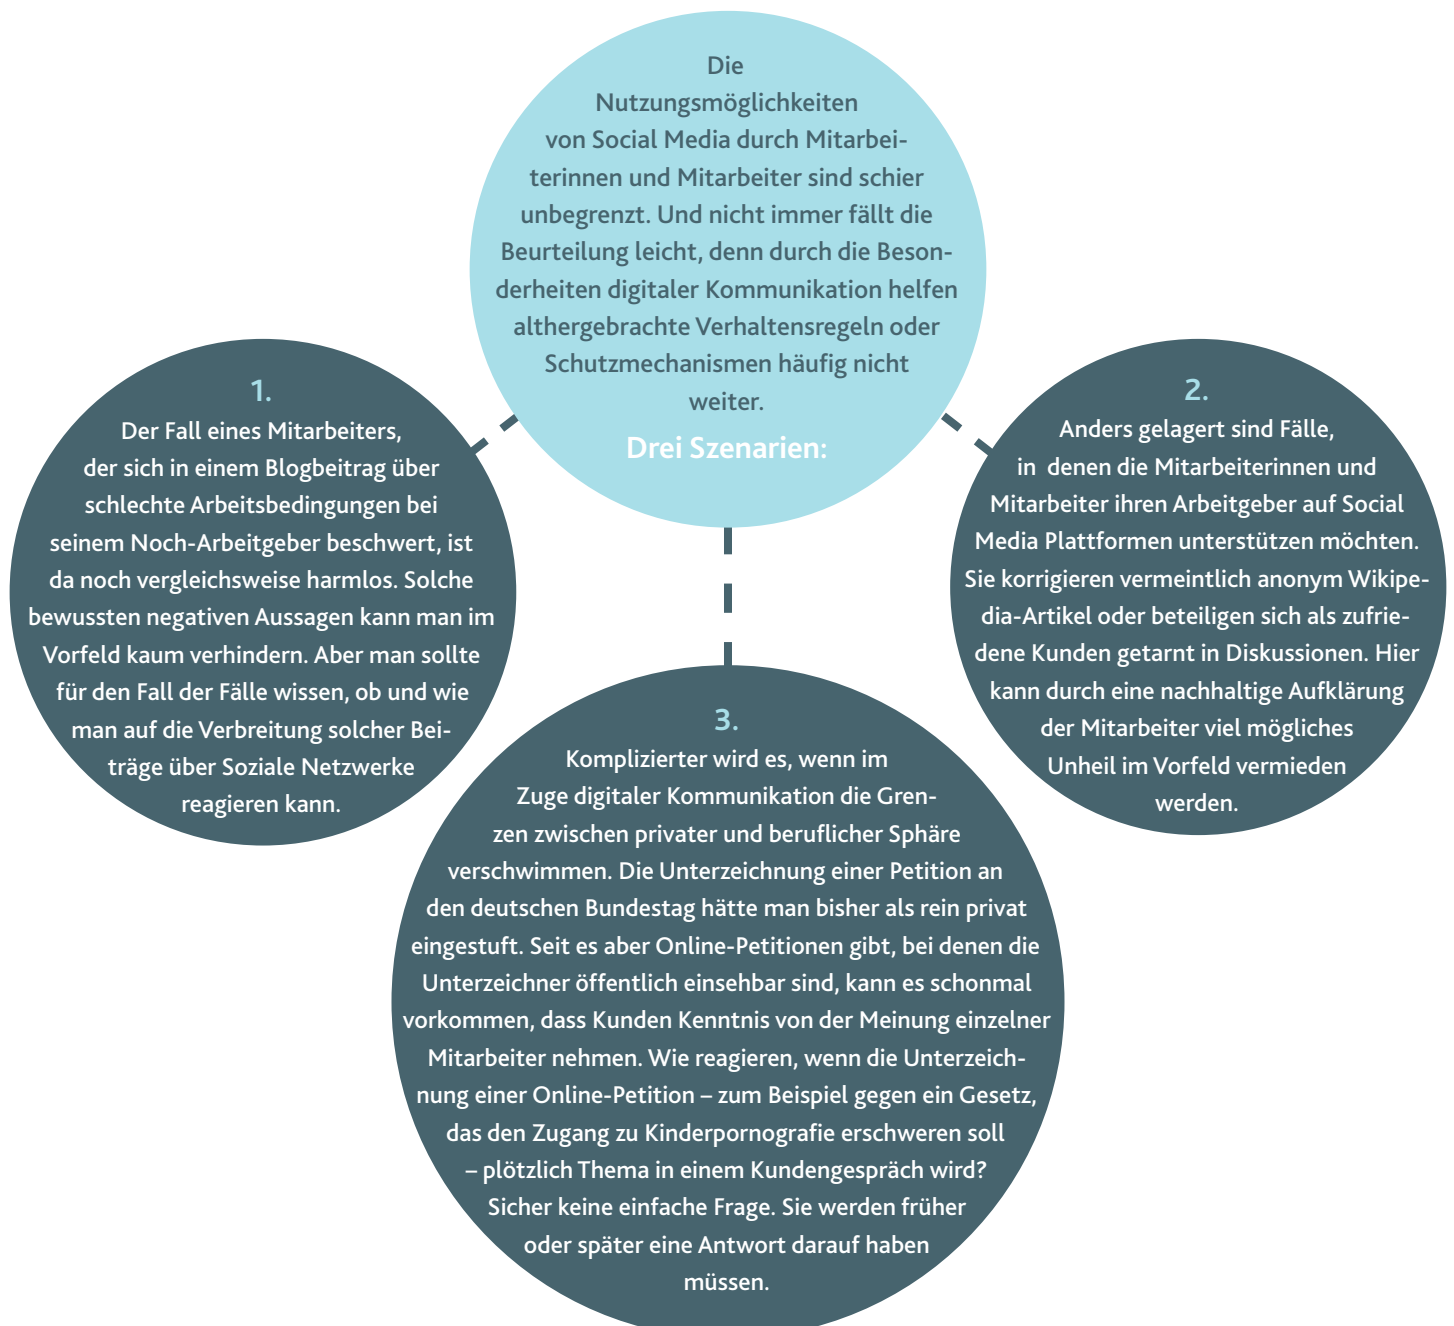 Die
Nutzungsmöglichkeiten
von Social Media durch Mitarbei-
terinnen und Mitarbeiter sind schier
unbegrenzt. Und nicht immer fällt die
Beurteilung leicht, denn durch die Beson-
derheiten digitaler Kommunikation helfen
althergebrachte Verhaltensregeln oder
Schutzmechanismen häufig nicht
weiter.
Drei Szenarien:
1.
Der Fall eines Mitarbeiters,
der sich in einem Blogbeitrag über
schlechte Arbeitsbedingungen bei
seinem Noch-Arbeitgeber beschwert, ist
da noch vergleichsweise harmlos. Solche
bewussten negativen Aussagen kann man im
Vorfeld kaum verhindern. Aber man sollte
für den Fall der Fälle wissen, ob und wie
man auf die Verbreitung solcher Bei-
träge über Soziale Netzwerke
reagieren kann.
2.
Anders gelagert sind Fälle,
in denen die Mitarbeiterinnen und
Mitarbeiter ihren Arbeitgeber auf Social
Media Plattformen unterstützen möchten.
Sie korrigieren vermeintlich anonym Wikipe-
dia-Artikel oder beteiligen sich als zufrie-
dene Kunden getarnt in Diskussionen. Hier
kann durch eine nachhaltige Aufklärung
der Mitarbeiter viel mögliches
Unheil im Vorfeld vermieden
werden.
3.
Komplizierter wird es, wenn im
Zuge digitaler Kommunikation die Gren-
zen zwischen privater und beruflicher Sphäre
verschwimmen. Die Unterzeichnung einer Petition an
den deutschen Bundestag hätte man bisher als rein privat
eingestuft. Seit es aber Online-Petitionen gibt, bei denen die
Unterzeichner öffentlich einsehbar sind, kann es schonmal
vorkommen, dass Kunden Kenntnis von der Meinung einzelner
Mitarbeiter nehmen. Wie reagieren, wenn die Unterzeich-
nung einer Online-Petition – zum Beispiel gegen ein Gesetz,
das den Zugang zu Kinderpornografie erschweren soll
– plötzlich Thema in einem Kundengespräch wird?
Sicher keine einfache Frage. Sie werden früher
oder später eine Antwort darauf haben
müssen.